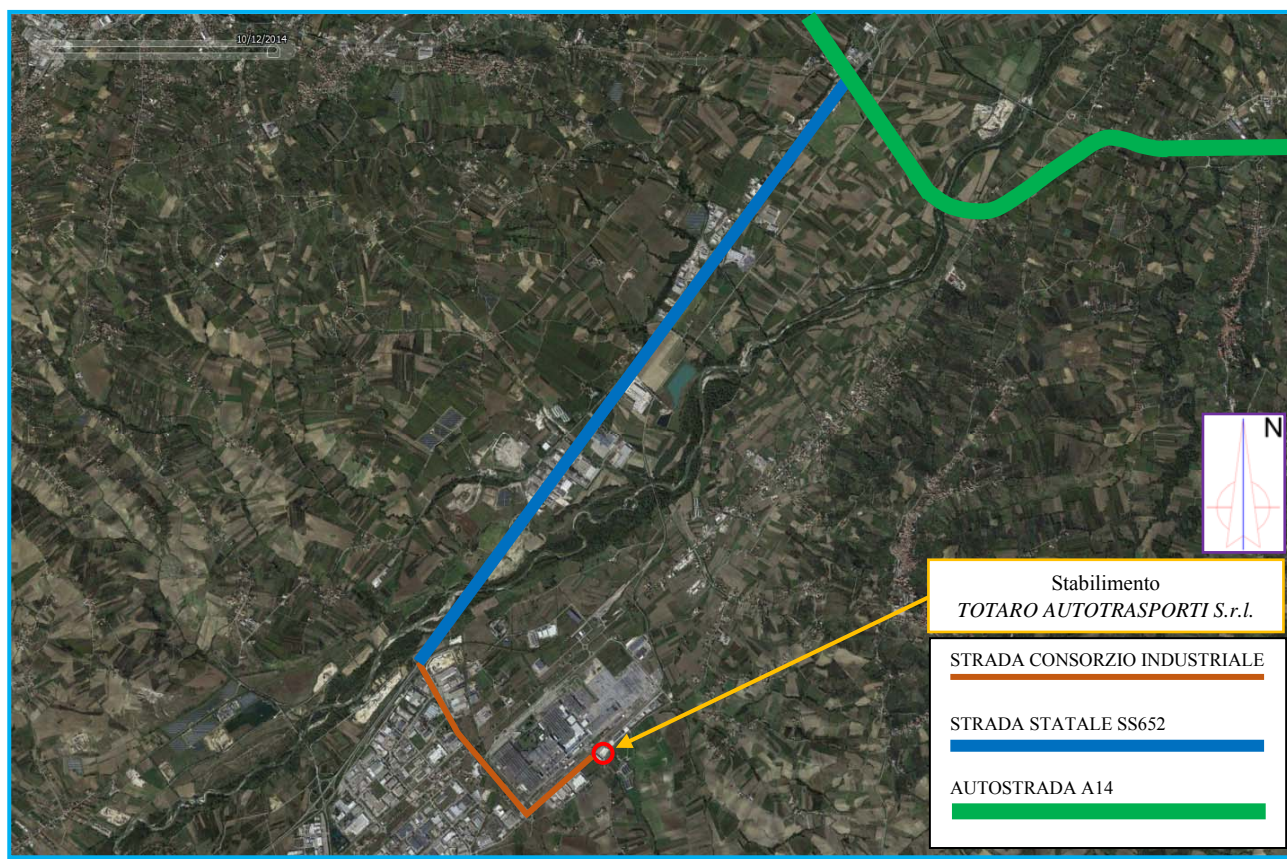 10/12/2014
N
Stabilimento
TOTARO AUTOTRASPORTI S.r.l.
STRADA CONSORZIO INDUSTRIALE
STRADA STATALE SS652
AUTOSTRADA A14